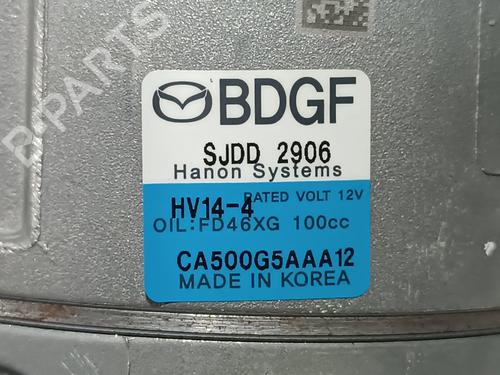 B-PARTS
BDGF
SJDD 2906
Hanon Systems
HV14-4 RATED VOLT 12V
OIL:FD46XG 100cc
CA500G5AAA12
MADE IN KOREA